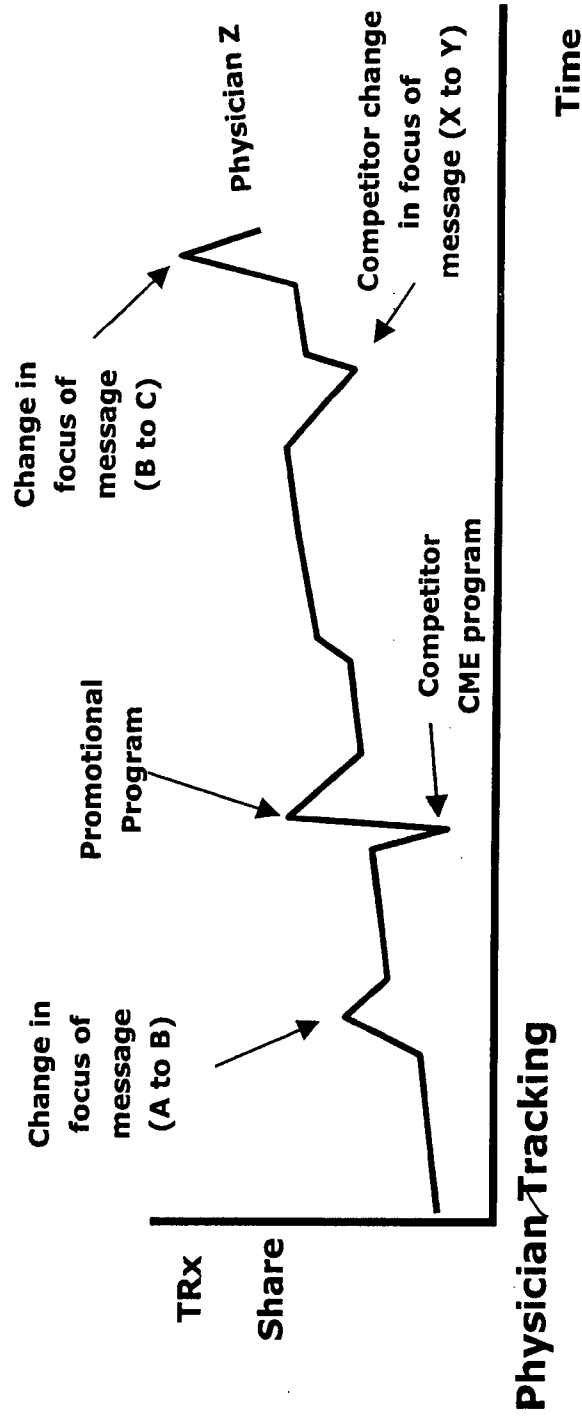 TRx
Share
Change in
focus of
message
(A to B)
Promotional
Program
Change in
focus of
message
(B to C)
Physician Z
Competitor
CME program
Competitor change
in focus of
message (X to Y)
Time
Physician Tracking